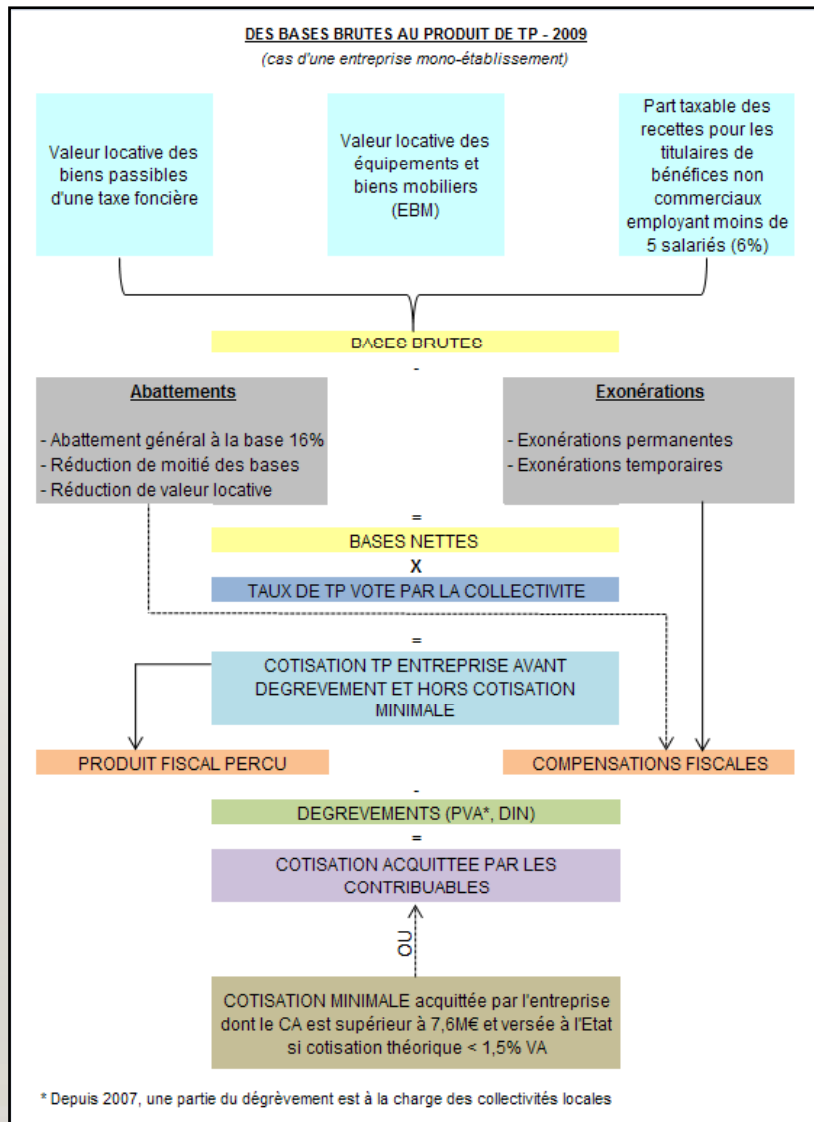 DES BASES BRUTES AU PRODUIT DE TP - 2009
(cas d'une entreprise mono-établissement)
Valeur locative des
biens passibles
d'une taxe foncière
Valeur locative des
équipements et
biens mobiliers
(EBM)
Part taxable des
recettes pour les
titulaires de
bénéfices non
commerciaux
employant moins de
5 salariés (6%)
BASES BRUTES
-
Abattements
- Abattement général à la base 16%
- Réduction de moitié des bases
- Réduction de valeur locative
Exonérations
- Exonérations permanentes
- Exonérations temporaires
=
BASES NETTES
X
TAUX DE TP VOTE PAR LA COLLECTIVITE
=
COTISATION TP ENTREPRISE AVANT
DEGREVEMENT ET HORS COTISATION
MINIMALE
PRODUIT FISCAL PERCU
COMPENSATIONS FISCALES
-
DEGREVEMENTS (PVA*, DIN)
=
COTISATION ACQUITTEE PAR LES
CONTRIBUABLES
OU
COTISATION MINIMALE acquittée par l'entreprise
dont le CA est supérieur à 7,6M€ et versée à l'Etat
si cotisation théorique < 1,5% VA
* Depuis 2007, une partie du dégrèvement est à la charge des collectivités locales